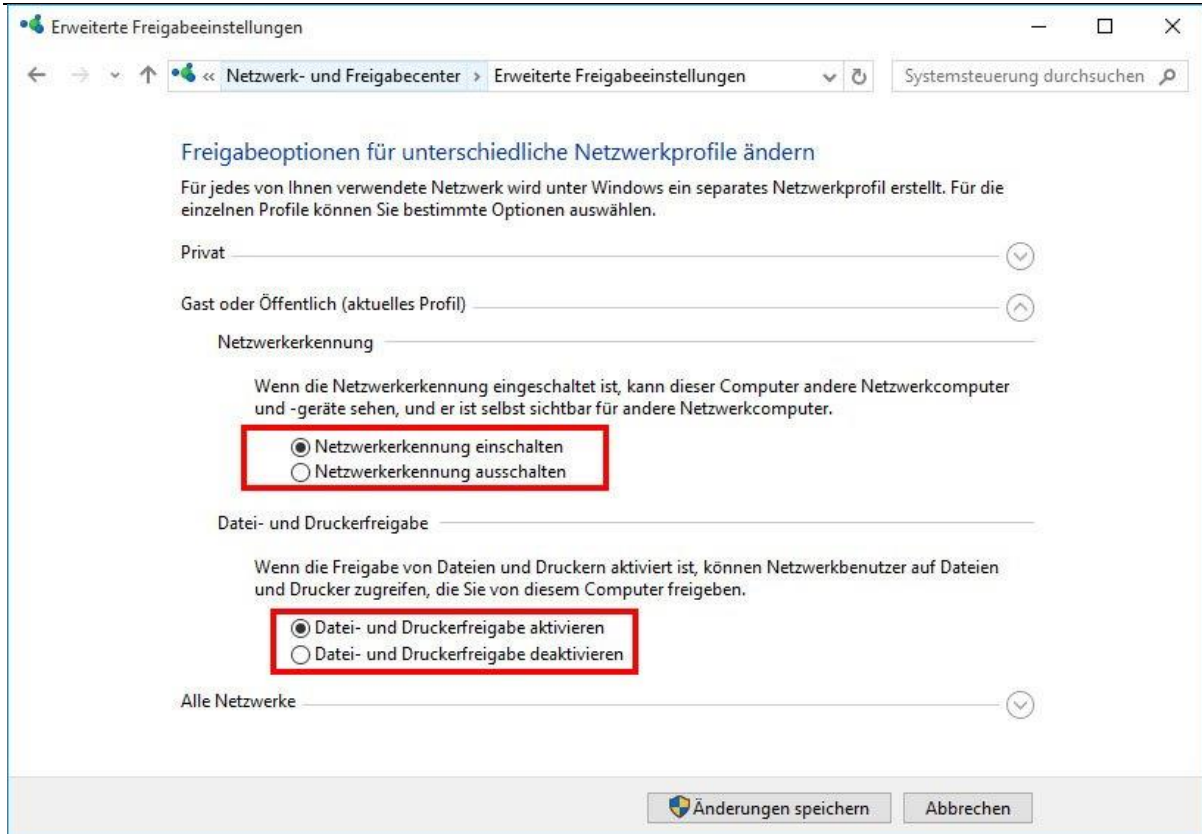 Erweiterte Freigabeeinstellungen
« Netzwerk- und Freigabecenter > Erweiterte Freigabeeinstellungen
Systemsteuerung durchsuchen
Freigabeoptionen für unterschiedliche Netzwerkprofile ändern
Für jedes von Ihnen verwendete Netzwerk wird unter Windows ein separates Netzwerkprofil erstellt. Für die
einzelnen Profile können Sie bestimmte Optionen auswählen.
Privat
Gast oder Öffentlich (aktuelles Profil)
Netzwerkerkennung
Wenn die Netzwerkerkennung eingeschaltet ist, kann dieser Computer andere Netzwerkcomputer
und -geräte sehen, und er ist selbst sichtbar für andere Netzwerkcomputer.
Netzwerkerkennung einschalten
Netzwerkerkennung ausschalten
Datei- und Druckerfreigabe
Wenn die Freigabe von Dateien und Druckern aktiviert ist, können Netzwerkbenutzer auf Dateien
und Drucker zugreifen, die Sie von diesem Computer freigeben.
Datei- und Druckerfreigabe aktivieren
Datei- und Druckerfreigabe deaktivieren
Alle Netzwerke
Änderungen speichern
Abbrechen